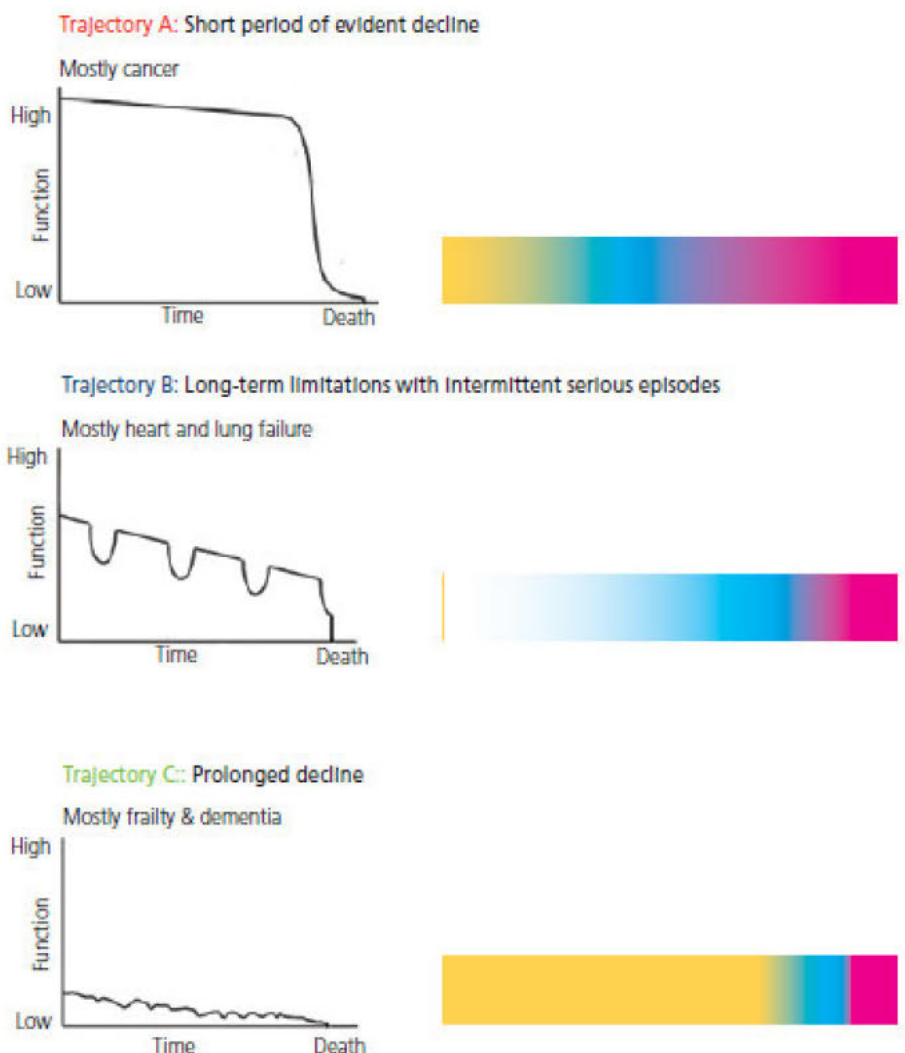 Trajectory A: Short period of evident decline
Mostly cancer
High
Function
Low
Time
Death
Trajectory B: Long-term limitations with intermittent serious episodes
Mostly heart and lung failure
High
Function
Low
Time
Death
Trajectory C:: Prolonged decline
Mostly frailty & dementia
High
Function
Low
Time
Death